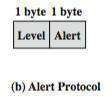 1 byte 1 byte
Level Alert
(b) Alert Protocol